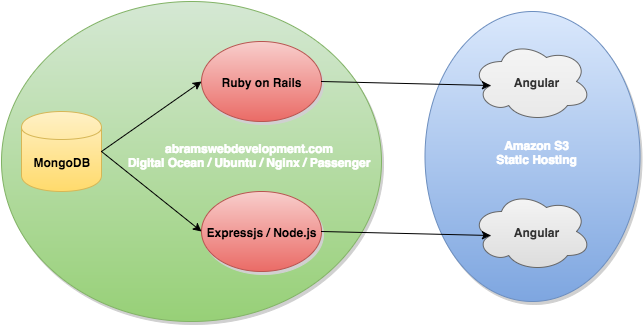 Ruby on Rails
Angular
MongoDB
abramswebdevelopment.com
Digital Ocean / Ubuntu / Nginx / Passenger
Amazon S3
Static Hosting
Expressjs / Node.js
Angular